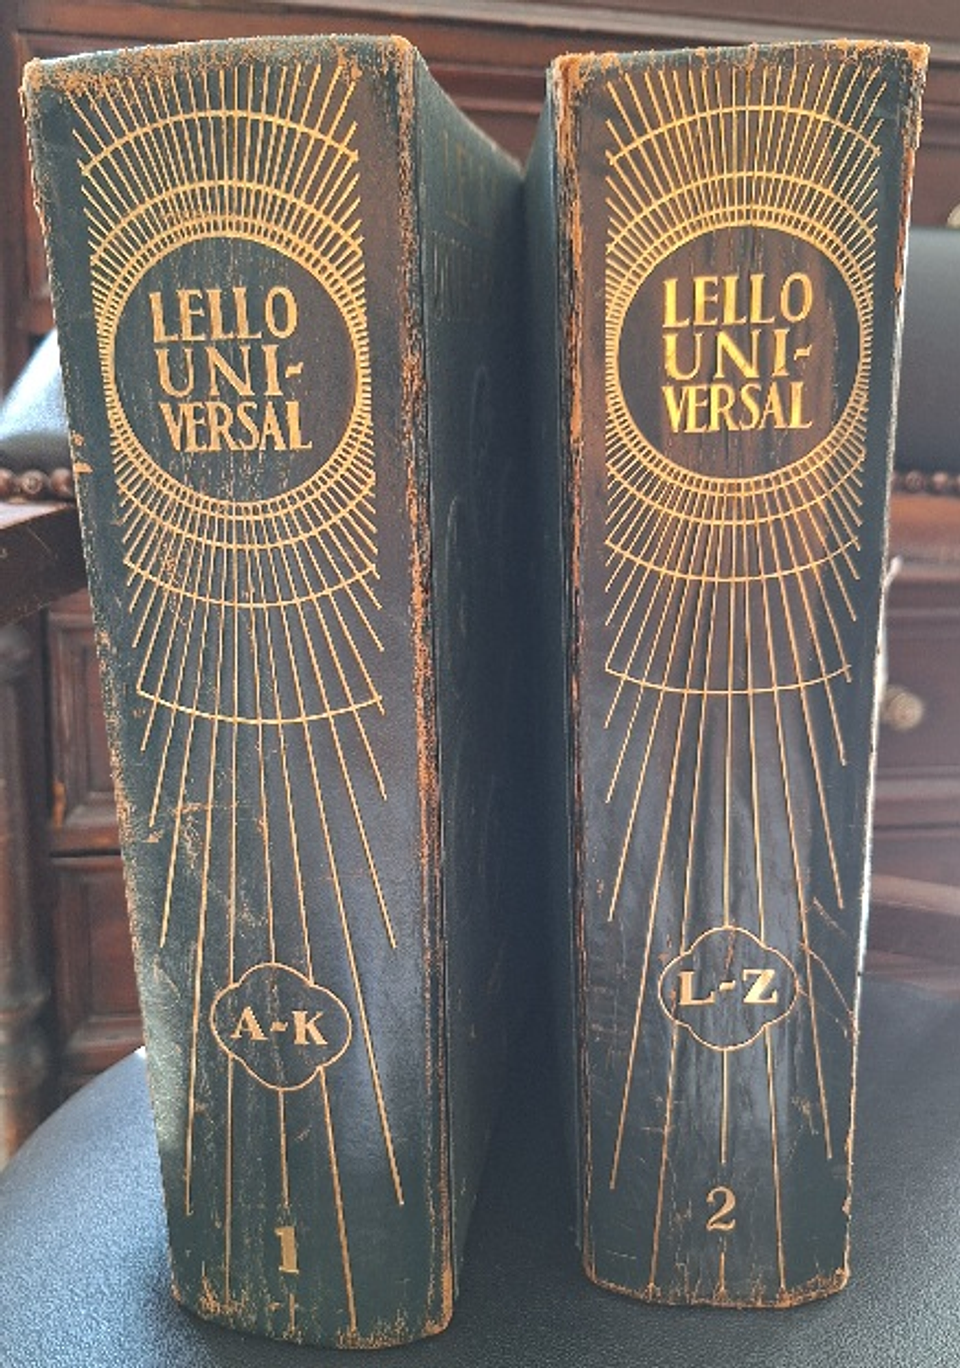 LELLO
UNI-
VERSAL
A-K
1
LELLO
UNI-
VERSAL
L-Z
2